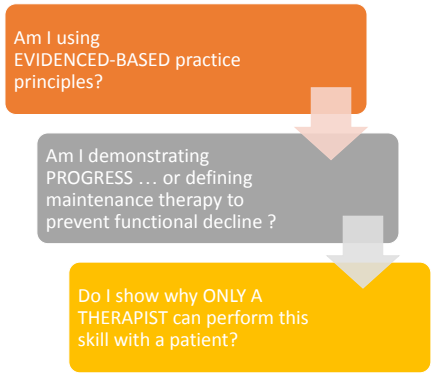 Am I using
EVIDENCED-BASED practice
principles?
Am I demonstrating
PROGRESS … or defining
maintenance therapy to
prevent functional decline ?
Do I show why ONLY A
THERAPIST can perform this
skill with a patient?